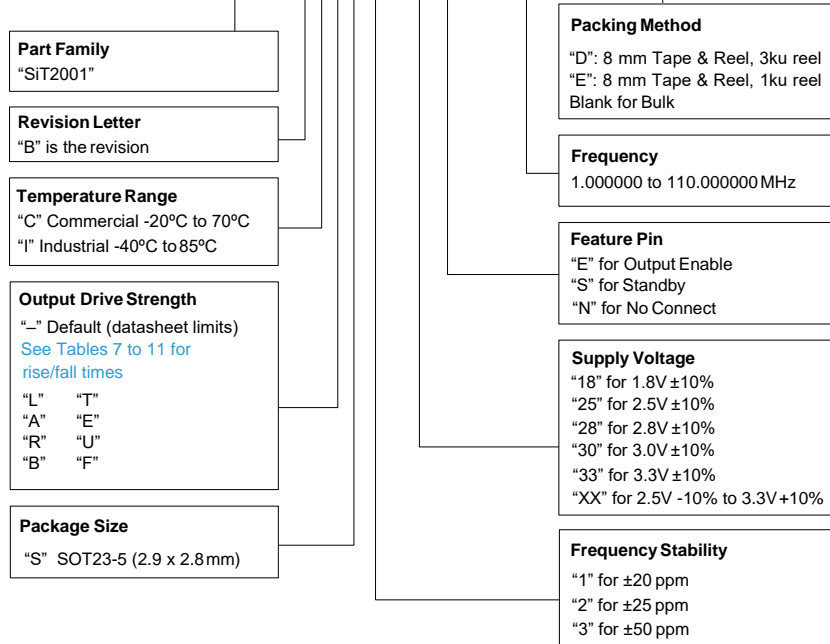 Part Family
“SiT2001”
Revision Letter
“B” is the revision
Temperature Range
“C” Commercial -20ºC to 70ºC
“I” Industrial -40ºC to 85ºC
Output Drive Strength
“–” Default (datasheet limits)
See Tables 7 to 11 for
rise/fall times
“L” “T”
“A” “E”
“R” “U”
“B” “F”
Package Size
“S” SOT23-5 (2.9 x 2.8 mm)
Packing Method
“D”: 8 mm Tape & Reel, 3ku reel
“E”: 8 mm Tape & Reel, 1ku reel
Blank for Bulk
Frequency
1.000000 to 110.000000 MHz
Feature Pin
“E” for Output Enable
“S” for Standby
“N” for No Connect
Supply Voltage
“18” for 1.8V ±10%
“25” for 2.5V ±10%
“28” for 2.8V ±10%
“30” for 3.0V ±10%
“33” for 3.3V ±10%
“XX” for 2.5V -10% to 3.3V +10%
Frequency Stability
“1” for ±20 ppm
“2” for ±25 ppm
“3” for ±50 ppm